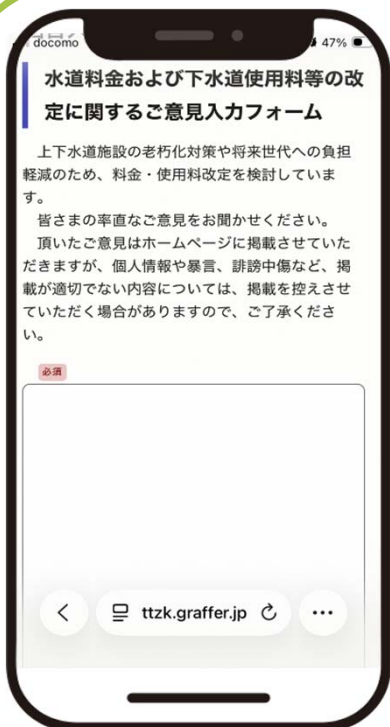 docomo
47%
水道料金および下水道使用料等の改
定に関するご意見入力フォーム
　上下水道施設の老朽化対策や将来世代への負担
軽減のため、料金・使用料改定を検討していま
す。
　皆さまの率直なご意見をお聞かせください。
　頂いたご意見はホームページに掲載させていた
だきますが、個人情報や暴言、誹謗中傷など、掲
載が適切でない内容については、掲載を控えさせ
ていただく場合がありますので、ご了承くださ
い。
必須
ttzk.graffer.jp